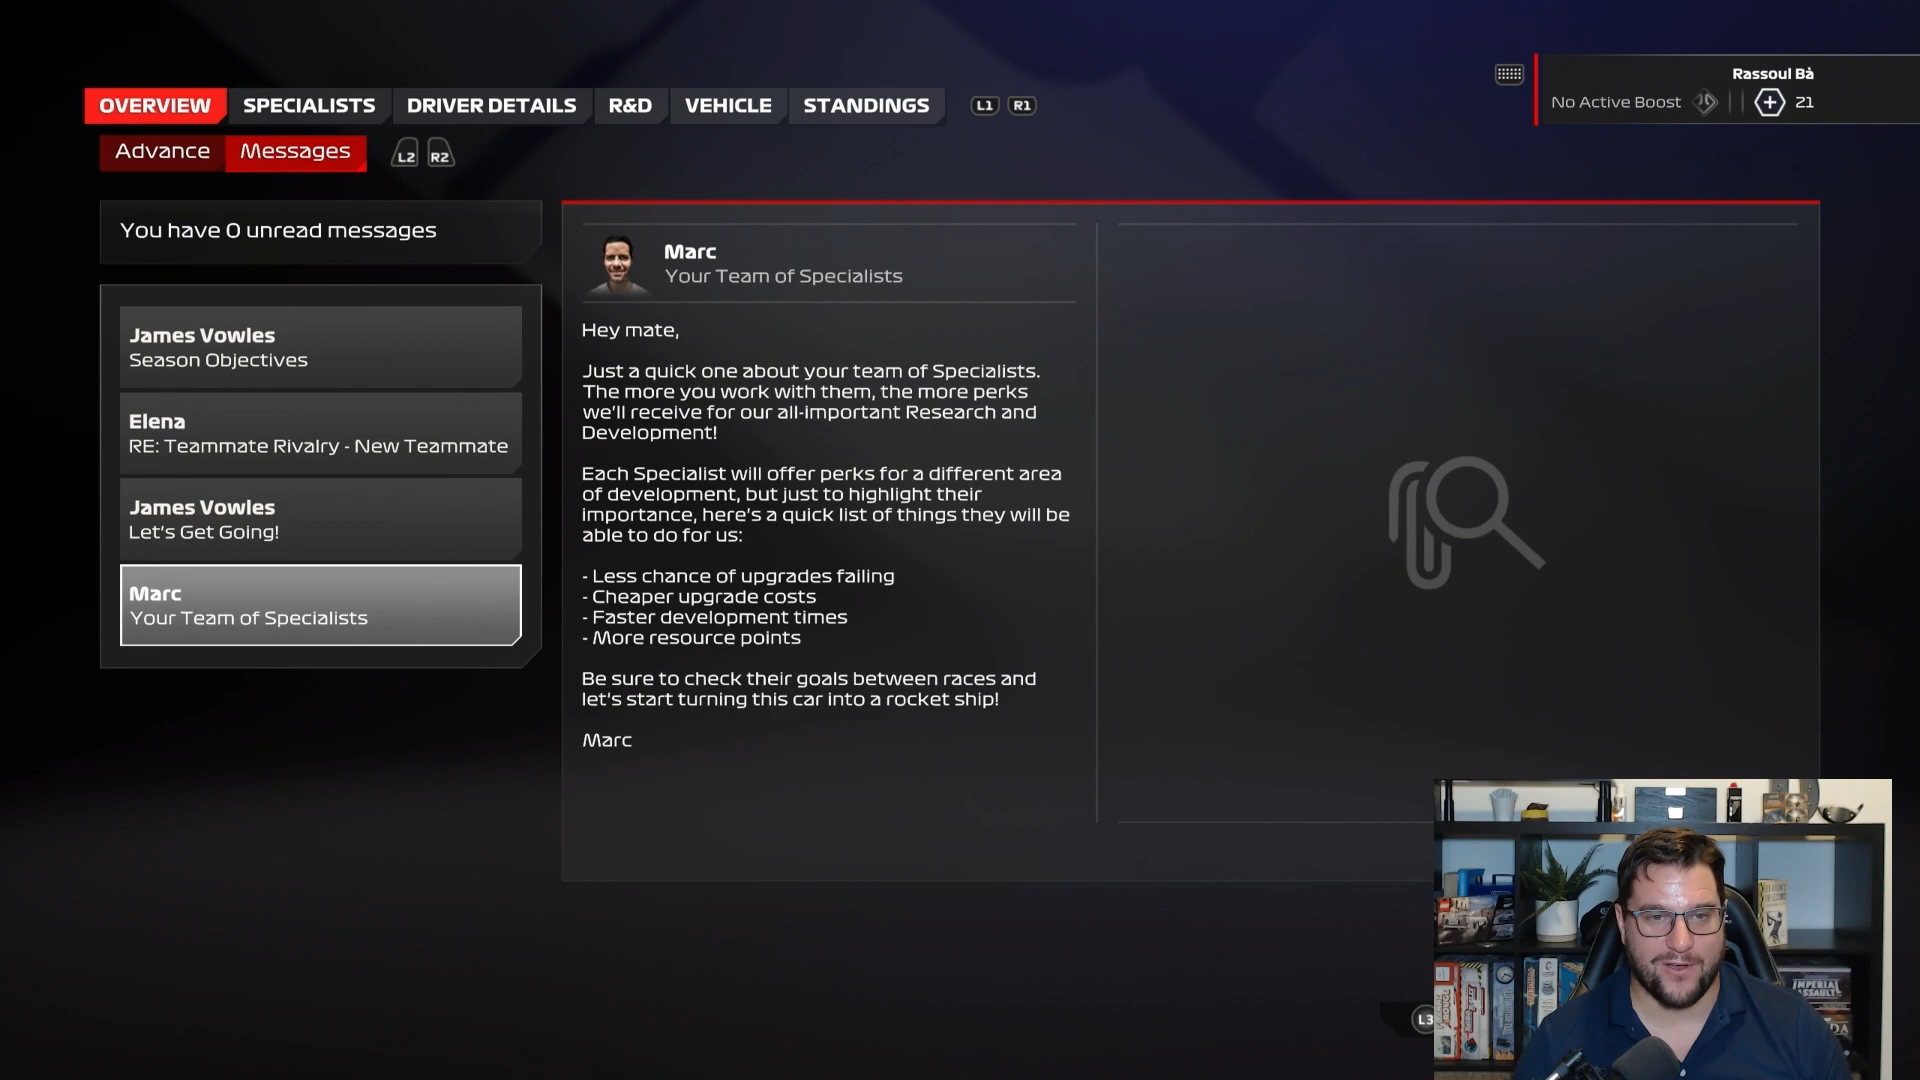 Rassoul Bà
No Active Boost
21
OVERVIEW
SPECIALISTS
DRIVER DETAILS
R&D
VEHICLE
STANDINGS
L1
R1
Advance
Messages
L2
R2
You have 0 unread messages
James Vowles
Season Objectives
Elena
RE: Teammate Rivalry - New Teammate
James Vowles
Let's Get Going!
Marc
Your Team of Specialists
Marc
Your Team of Specialists
Hey mate,
Just a quick one about your team of Specialists.
The more you work with them, the more perks
we'll receive for our all-important Research and
Development!
Each Specialist will offer perks for a different area
of development, but just to highlight their
importance, here's a quick list of things they will be
able to do for us:
- Less chance of upgrades failing
- Cheaper upgrade costs
- Faster development times
- More resource points
Be sure to check their goals between races and
let's start turning this car into a rocket ship!
Marc
L3
IMPERIAL
ASSAULT